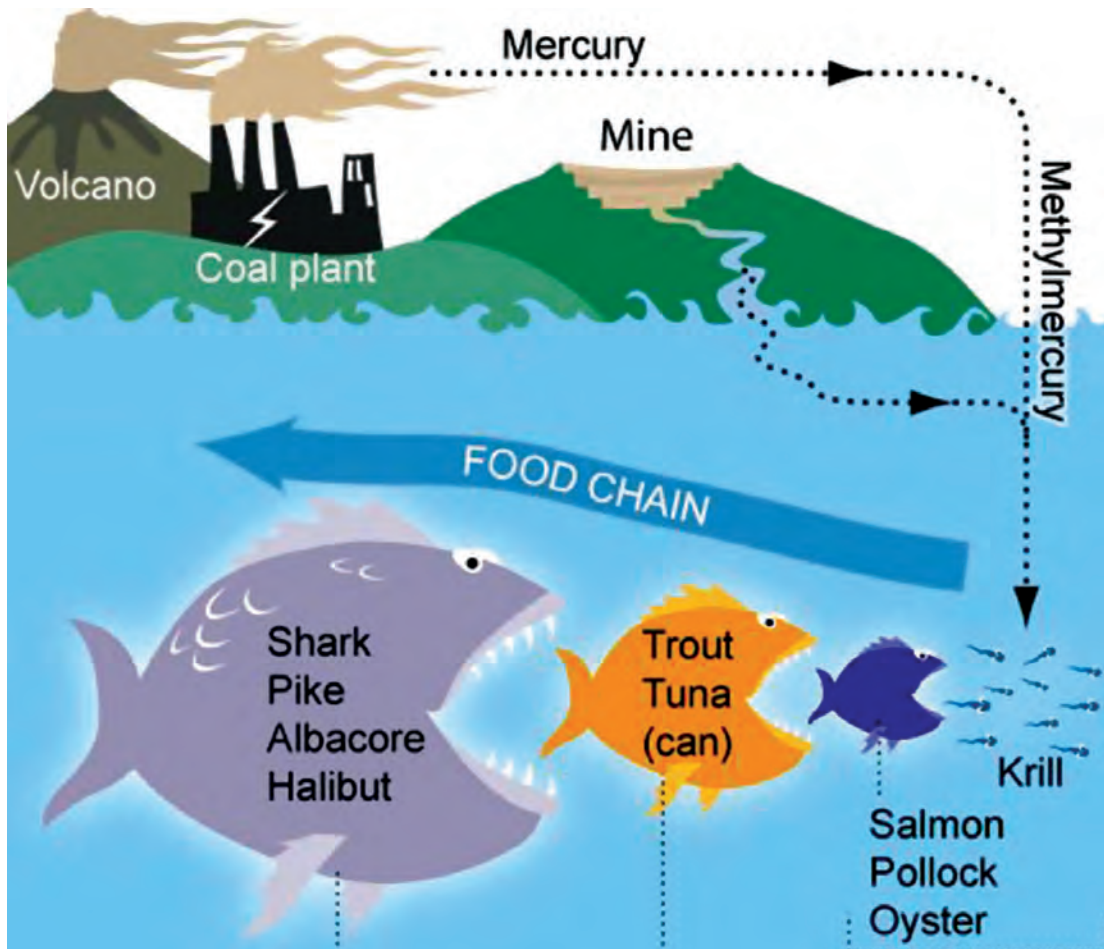 Mercury
Mine
Volcano
Coal plant
Methylmercury
FOOD CHAIN
Shark
Pike
Albacore
Halibut
Trout
Tuna
(can)
Krill
Salmon
Pollock
Oyster